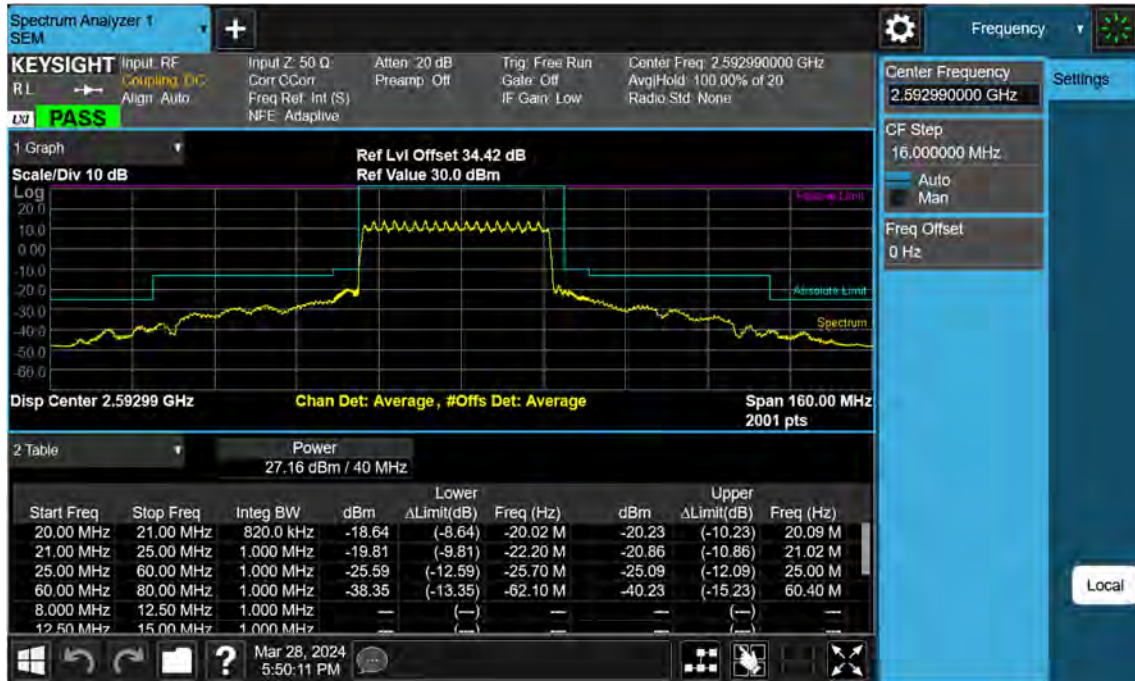 Spectrum Analyzer 1
SEM
Frequency
KEYSIGHT Input: RF Input Z: 50 Ω Atten: 20 dB Trig: Free Run Center Freq: 2.592990000 GHz
RL Coupling: DC Corr CCorr Preamp: Off Gate: Off Avg|Hold: 100.00% of 20
Align: Auto Freq Ref: Int (S) IF Gain: Low Radio Std: None
LXI PASS NFE: Adaptive
Center Frequency
2.592990000 GHz
Settings
CF Step
16.000000 MHz
Auto
Man
Freq Offset
0 Hz
1 Graph
Scale/Div 10 dB
Ref Lvl Offset 34.42 dB
Ref Value 30.0 dBm
Log
20.0
10.0
0.00
-10.0
-20.0
-30.0
-40.0
-50.0
-60.0
Relative Limit
Absolute Limit
Spectrum
Disp Center 2.59299 GHz Chan Det: Average, #Offs Det: Average Span 160.00 MHz
2001 pts
2 Table
Power
27.16 dBm / 40 MHz
Lower Upper
Start Freq Stop Freq Integ BW dBm ΔLimit(dB) Freq (Hz) dBm ΔLimit(dB) Freq (Hz)
20.00 MHz 21.00 MHz 820.0 kHz -18.64 (-8.64) -20.02 M -20.23 (-10.23) 20.09 M
21.00 MHz 25.00 MHz 1.000 MHz -19.81 (-9.81) -22.20 M -20.86 (-10.86) 21.02 M
25.00 MHz 60.00 MHz 1.000 MHz -25.59 (-12.59) -25.70 M -25.09 (-12.09) 25.00 M
60.00 MHz 80.00 MHz 1.000 MHz -38.35 (-13.35) -62.10 M -40.23 (-15.23) 60.40 M
8.000 MHz 12.50 MHz 1.000 MHz --- (---) --- --- (---) ---
12.50 MHz 15.00 MHz 1.000 MHz --- (---) --- --- (---) ---
Local
? Mar 28, 2024
5:50:11 PM